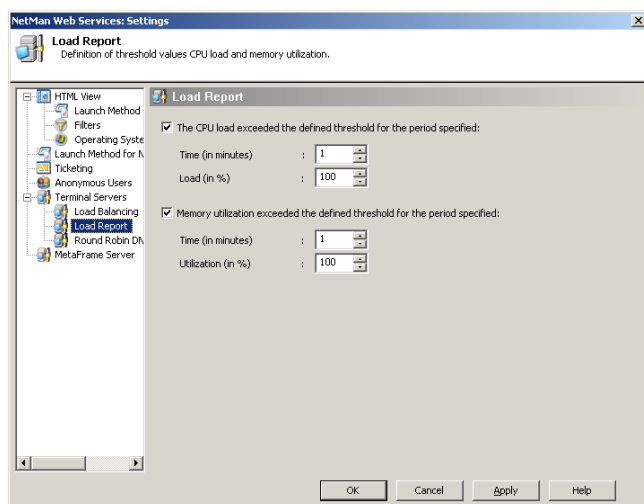 NetMan Web Services: Settings
Load Report
Definition of threshold values CPU load and memory utilization.
HTML View
Launch Method
Filters
Operating Syste
Launch Method for N
Ticketing
Anonymous Users
Terminal Servers
Load Balancing
Load Report
Round Robin DN
MetaFrame Server
Load Report
The CPU load exceeded the defined threshold for the period specified:
Time (in minutes) : 1
Load (in %) : 100
Memory utilization exceeded the defined threshold for the period specified:
Time (in minutes) : 1
Utilization (in %) : 100
OK Cancel Apply Help